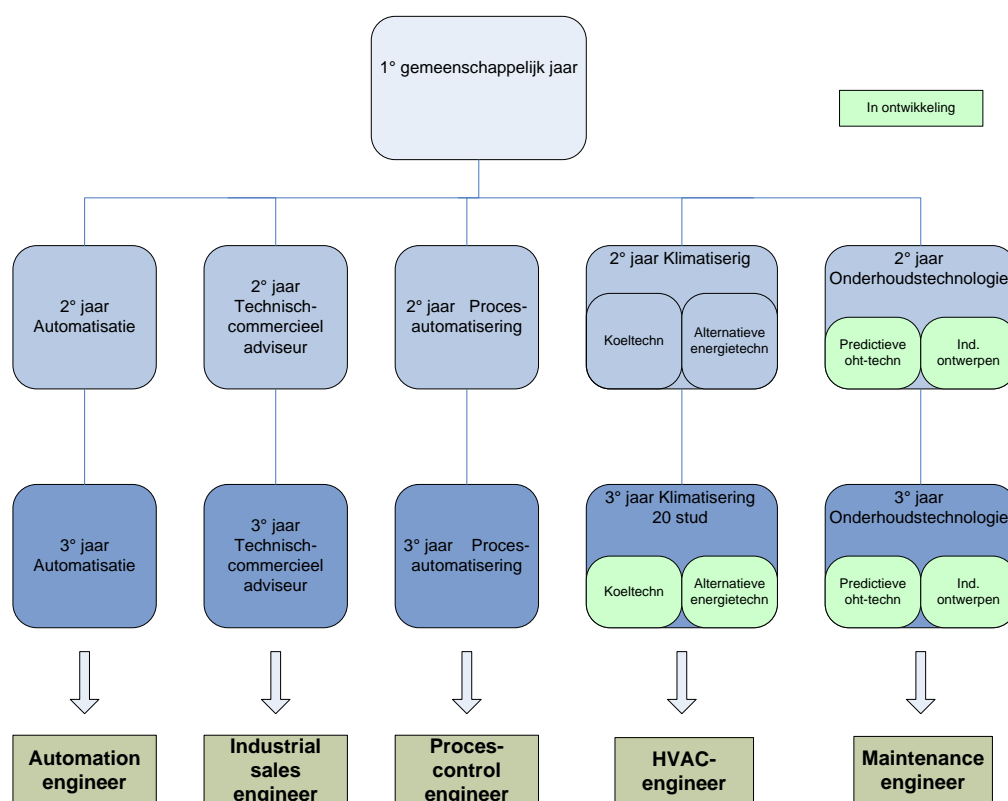 1° gemeenschappelijk jaar
In ontwikkeling
2° jaar
Automatisatie
2° jaar
Technisch-
commercieel
adviseur
2° jaar Proces-
automatisering
2° jaar Klimatiserig
Koeltechn
Alternatieve
energietechn
2° jaar
Onderhoudstechnologie
Predictieve
oht-techn
Ind.
ontwerpen
3° jaar
Automatisatie
3° jaar
Technisch-
commercieel
adviseur
3° jaar Proces-
automatisering
3° jaar Klimatisering
20 stud
Koeltechn
Alternatieve
energietechn
3° jaar
Onderhoudstechnologie
Predictieve
oht-techn
Ind.
ontwerpen
Automation
engineer
Industrial
sales
engineer
Proces-
control
engineer
HVAC-
engineer
Maintenance
engineer